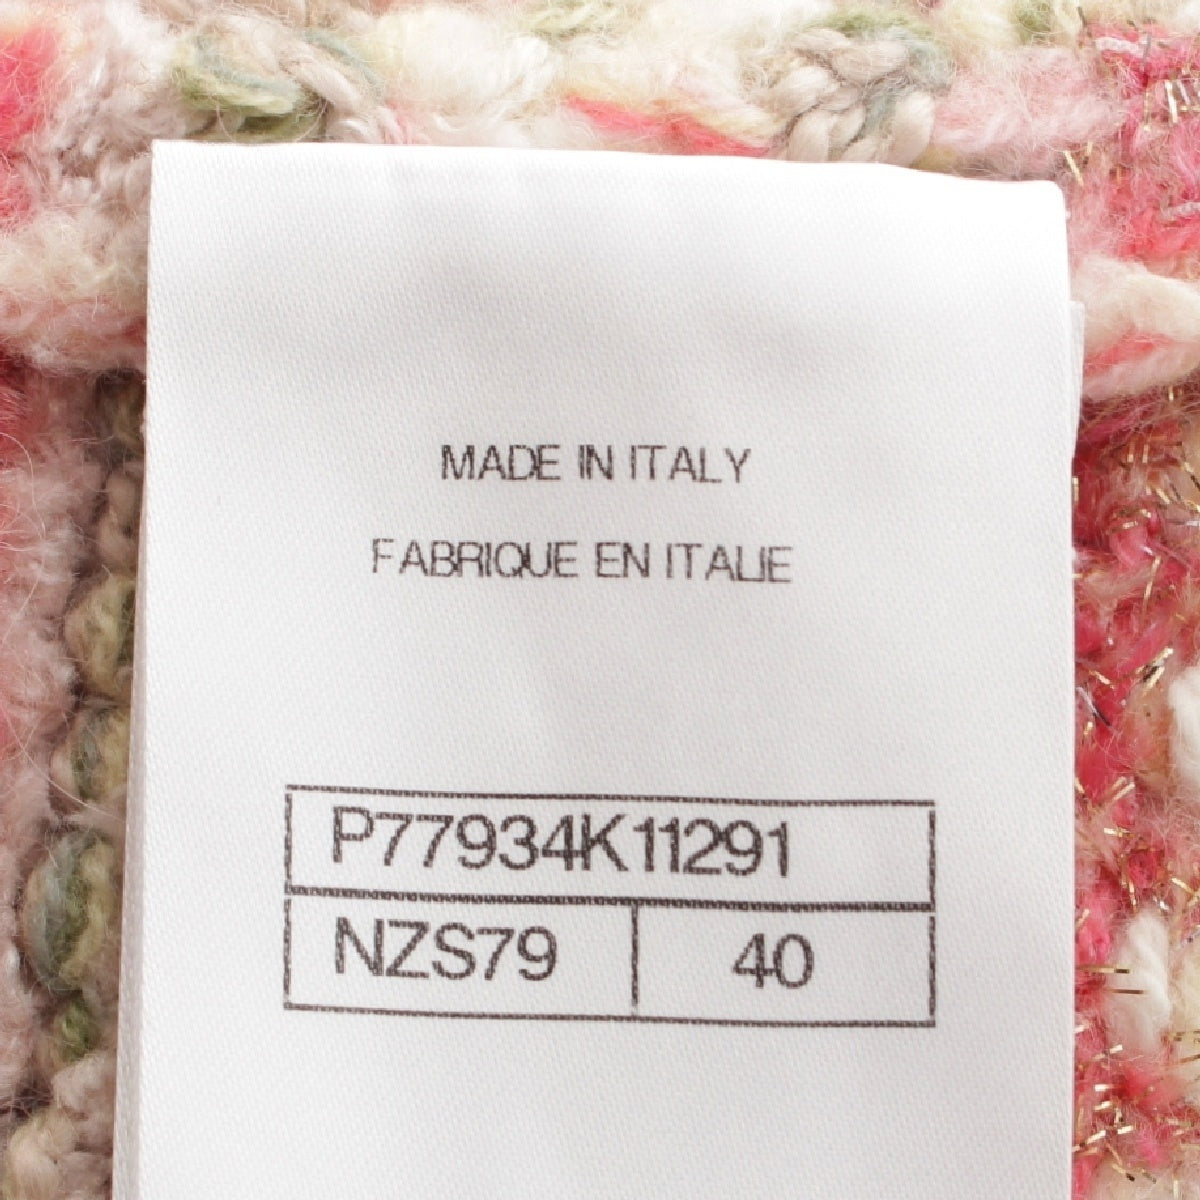 MADE IN ITALY
FABRIQUE EN ITALIE
P77934K11291
NZS79 40